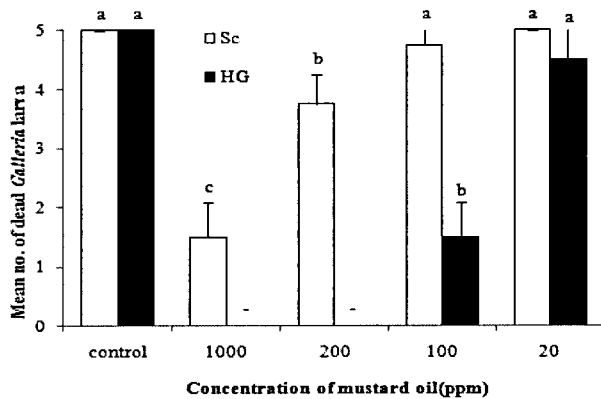 a a a a a
5
Sc
HG
b
4
Mean no. of dead Galleria larva
3
c b
2
1
- -
0
control 1000 200 100 20
Concentration of mustard oil(ppm)